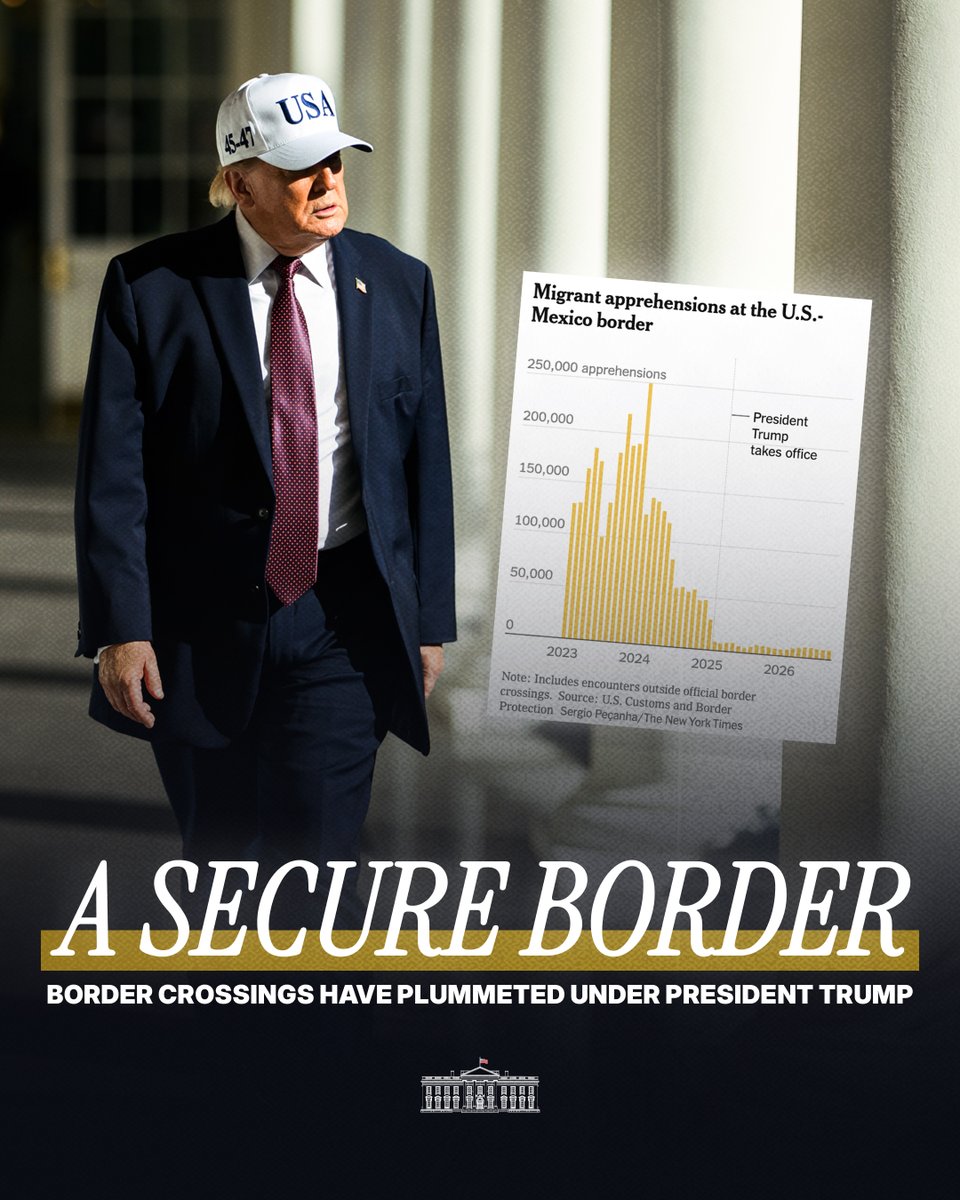 USA
45-47
Migrant apprehensions at the U.S.-
Mexico border
250,000 apprehensions
200,000
150,000
100,000
50,000
0
President
Trump
takes office
2023
2024
2025
2026
Note: Includes encounters outside official border
crossings. Source: U.S. Customs and Border
Protection Sergio Peçanha/The New York Times
A SECURE BORDER
BORDER CROSSINGS HAVE PLUMMETED UNDER PRESIDENT TRUMP